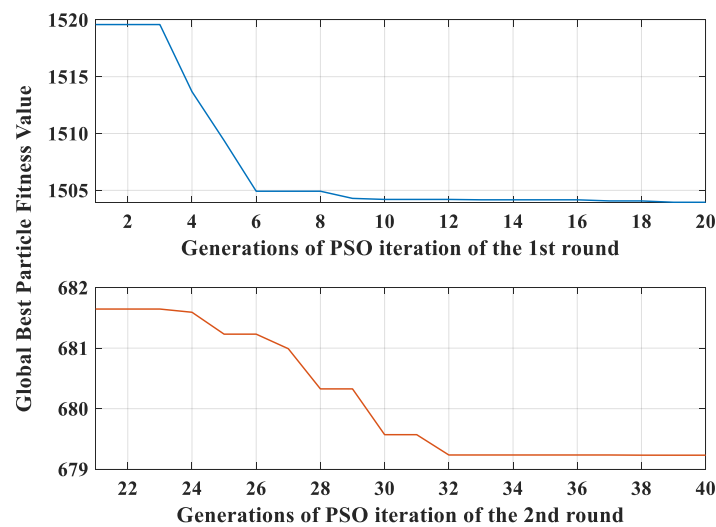 Global Best Particle Fitness Value
1520
1515
1510
1505
2 4 6 8 10 12 14 16 18 20
Generations of PSO iteration of the 1st round
682
681
680
679
22 24 26 28 30 32 34 36 38 40
Generations of PSO iteration of the 2nd round